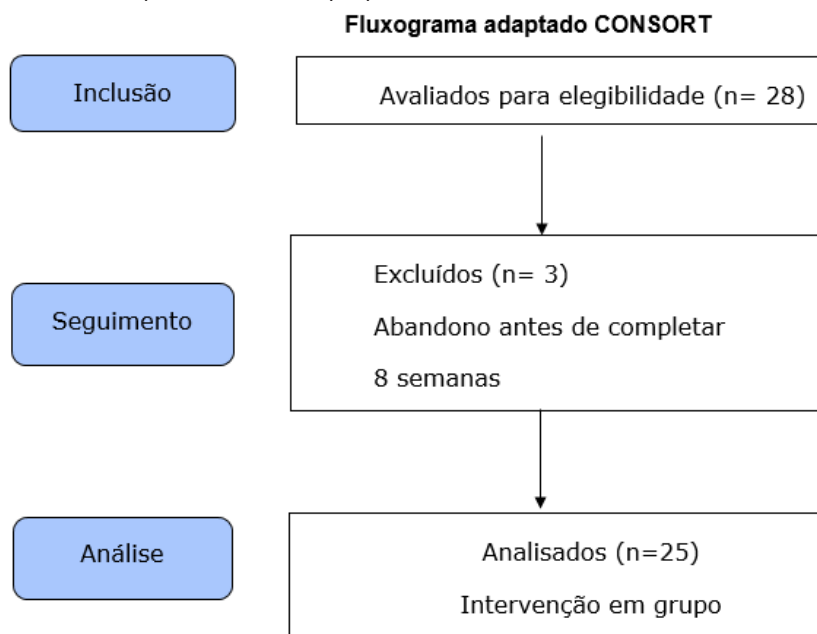 Fluxograma adaptado CONSORT
Inclusão
Avaliados para elegibilidade (n= 28)
Seguimento
Excluídos (n= 3)
Abandono antes de completar
8 semanas
Análise
Analisados (n=25)
Intervenção em grupo